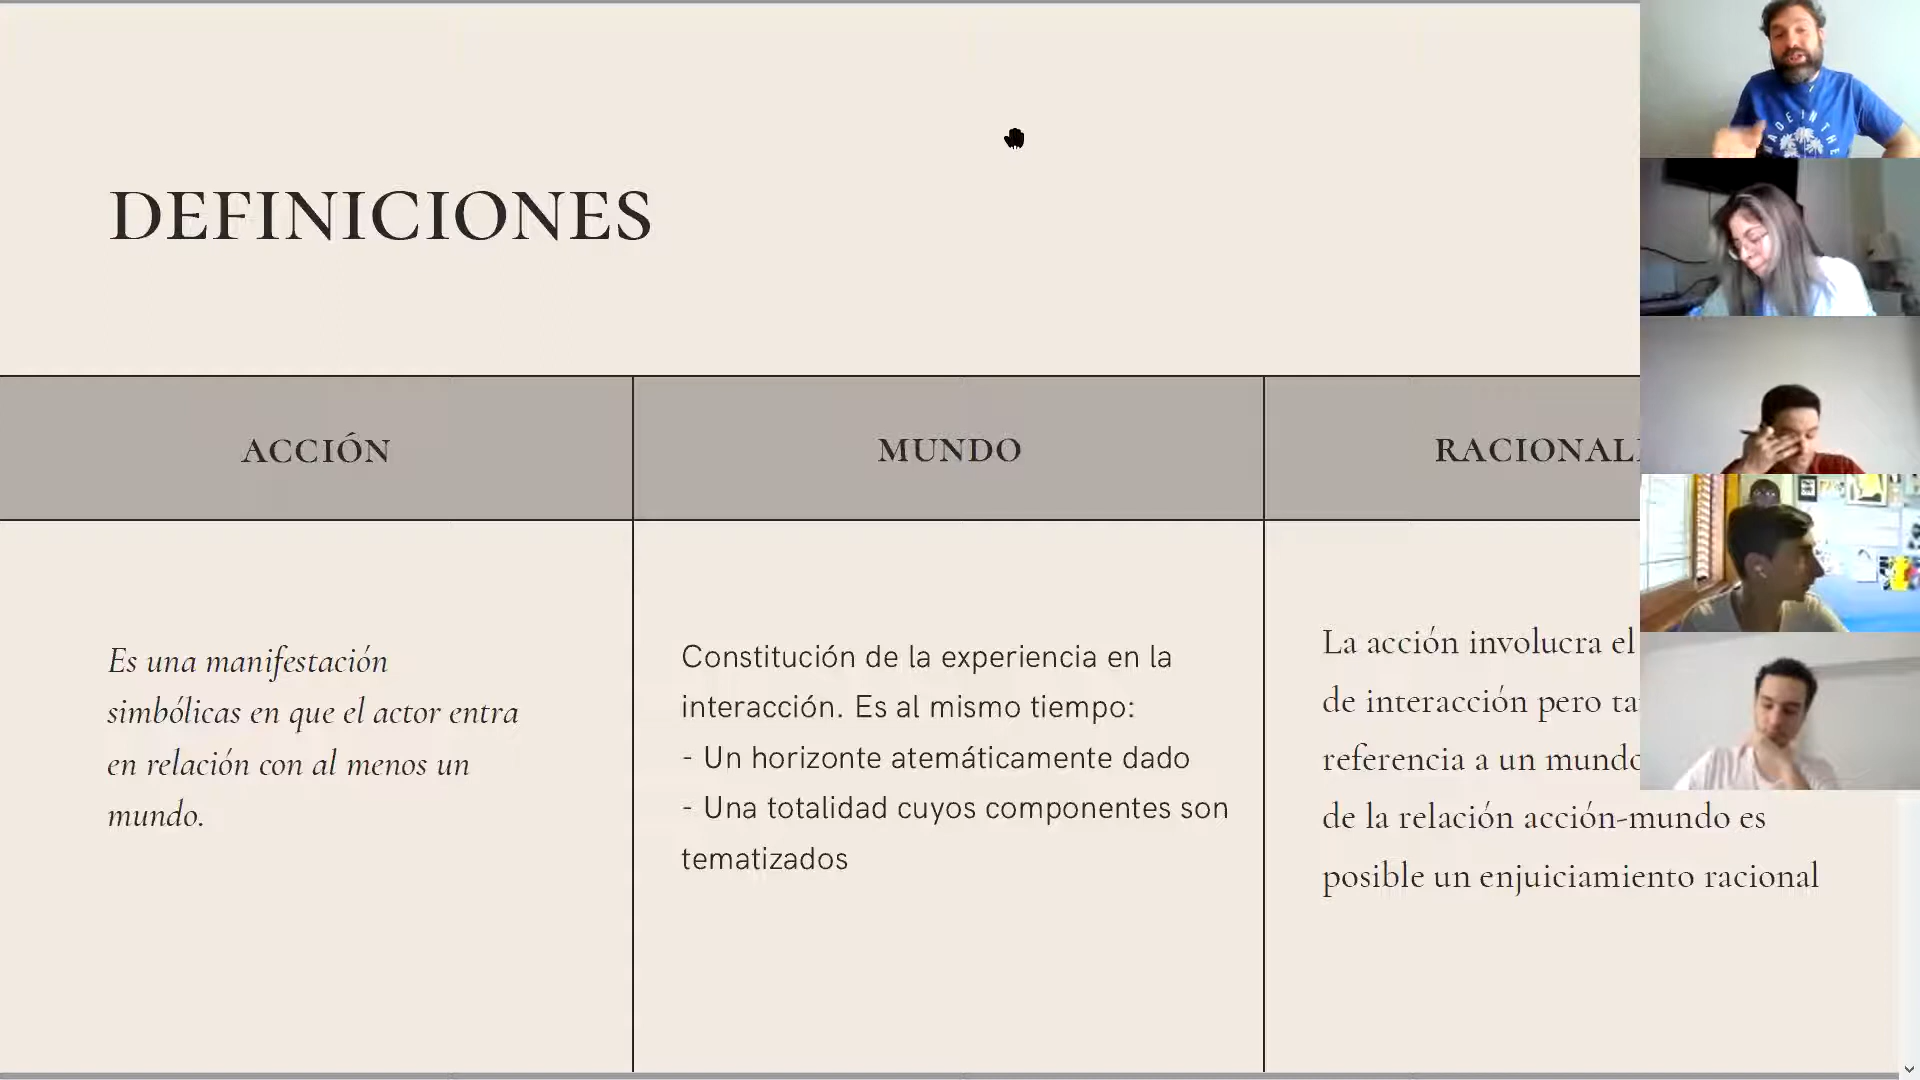 DEFINICIONES
ACCIÓN
MUNDO
Es una manifestación
simbólicas en que el actor entra
en relación con al menos un
mundo.
Constitución de la experiencia en la
interacción. Es al mismo tiempo:
- Un horizonte atemáticamente dado
- Una totalidad cuyos componentes son
tematizados
La acción involucra el
de interacción pero
referencia a un mundo
de la relación acción-mundo es
posible un enjuiciamiento racional
MADE IN THE